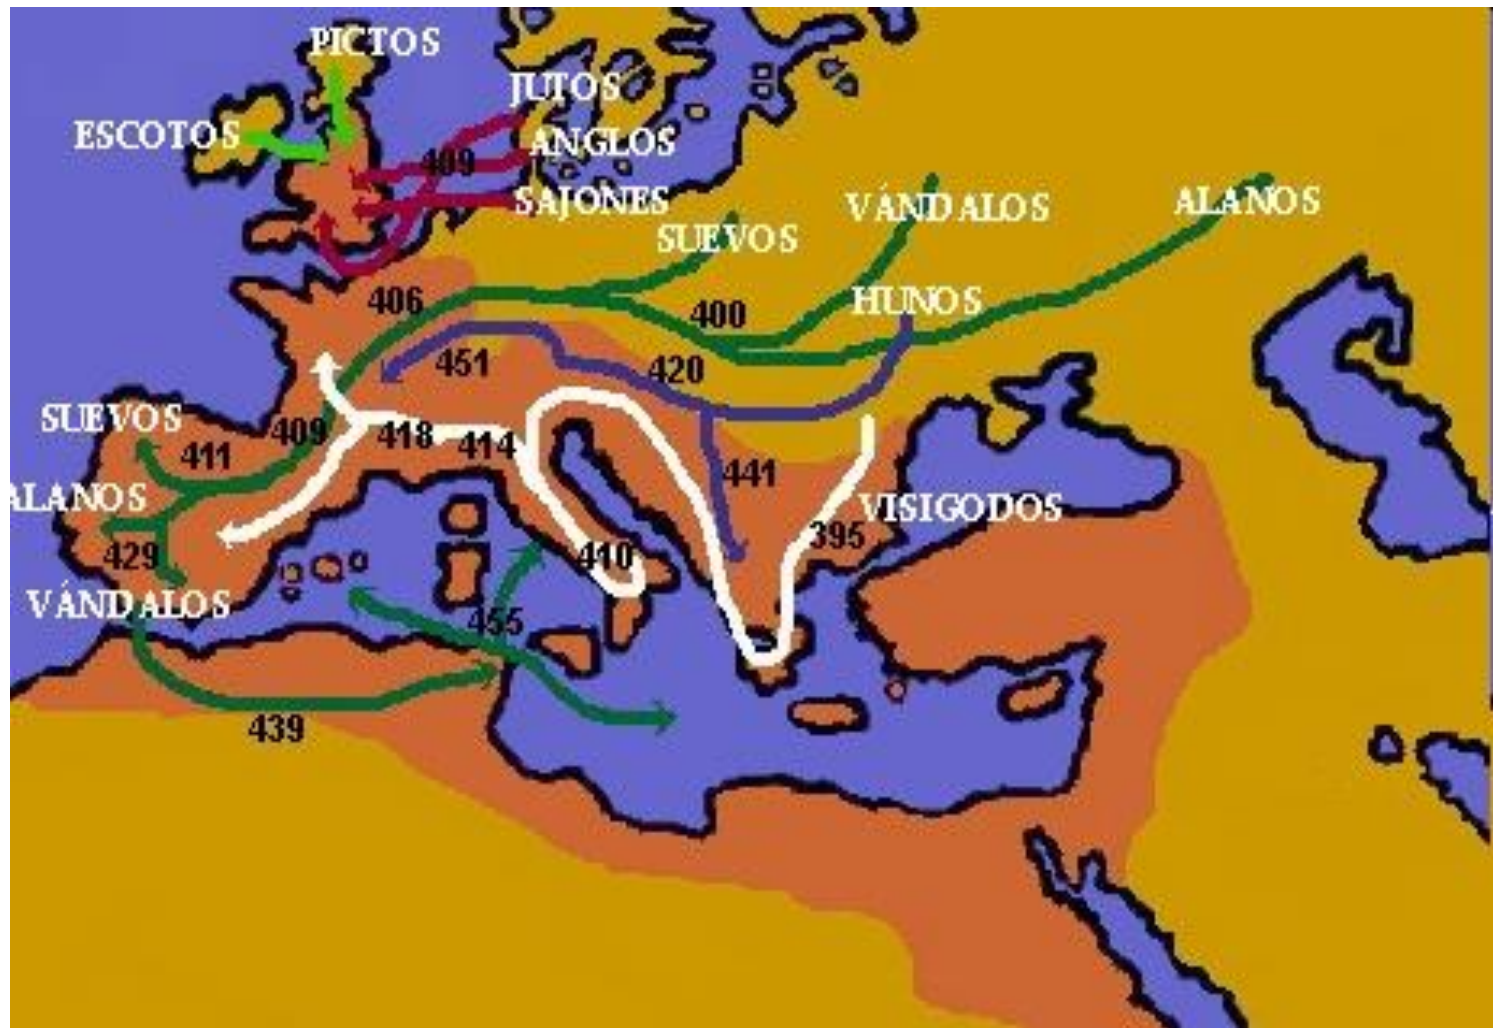 PICTOS
JUTOS
ESCOTOS
ANGLOS
409
SAJONES
VÁNDALOS
ALANOS
SUEVOS
406
HUNOS
400
451
420
SUEVOS
409
418
414
411
441
ALANOS
VISIGODOS
395
429
410
VÁNDALOS
455
439